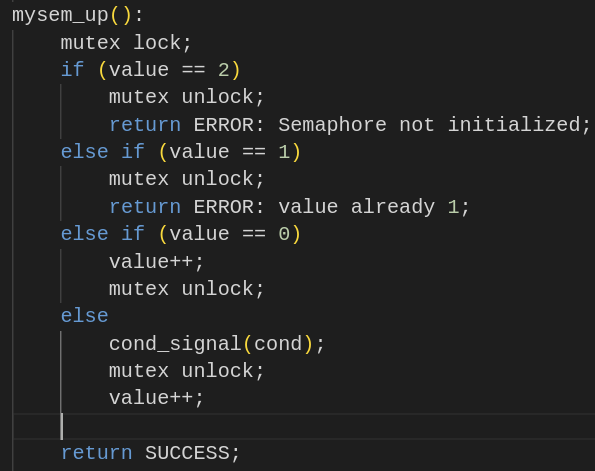 mysem_up():
    mutex lock;
    if (value == 2)
        mutex unlock;
        return ERROR: Semaphore not initialized;
    else if (value == 1)
        mutex unlock;
        return ERROR: value already 1;
    else if (value == 0)
        value++;
        mutex unlock;
    else
        cond_signal(cond);
        mutex unlock;
        value++;
    return SUCCESS;